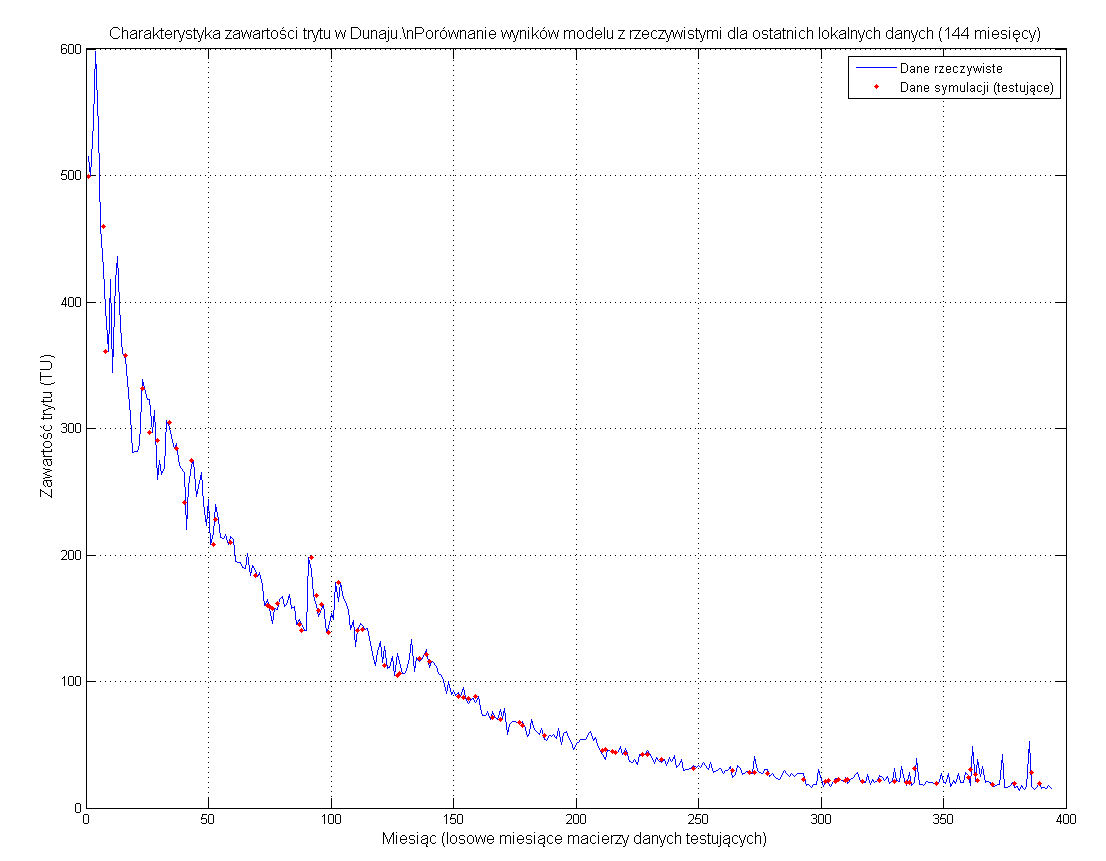 Charakterystyka zawartości trytu w Dunaju.\nPorównanie wyników modelu z rzeczywistymi dla ostatnich lokalnych danych (144 miesięcy)
Dane rzeczywiste
Dane symulacji (testujące)
Zawartość trytu (TU)
600
500
400
300
200
100
0
0 50 100 150 200 250 300 350 400
Miesiąc (losowe miesiące macierzy danych testujących)